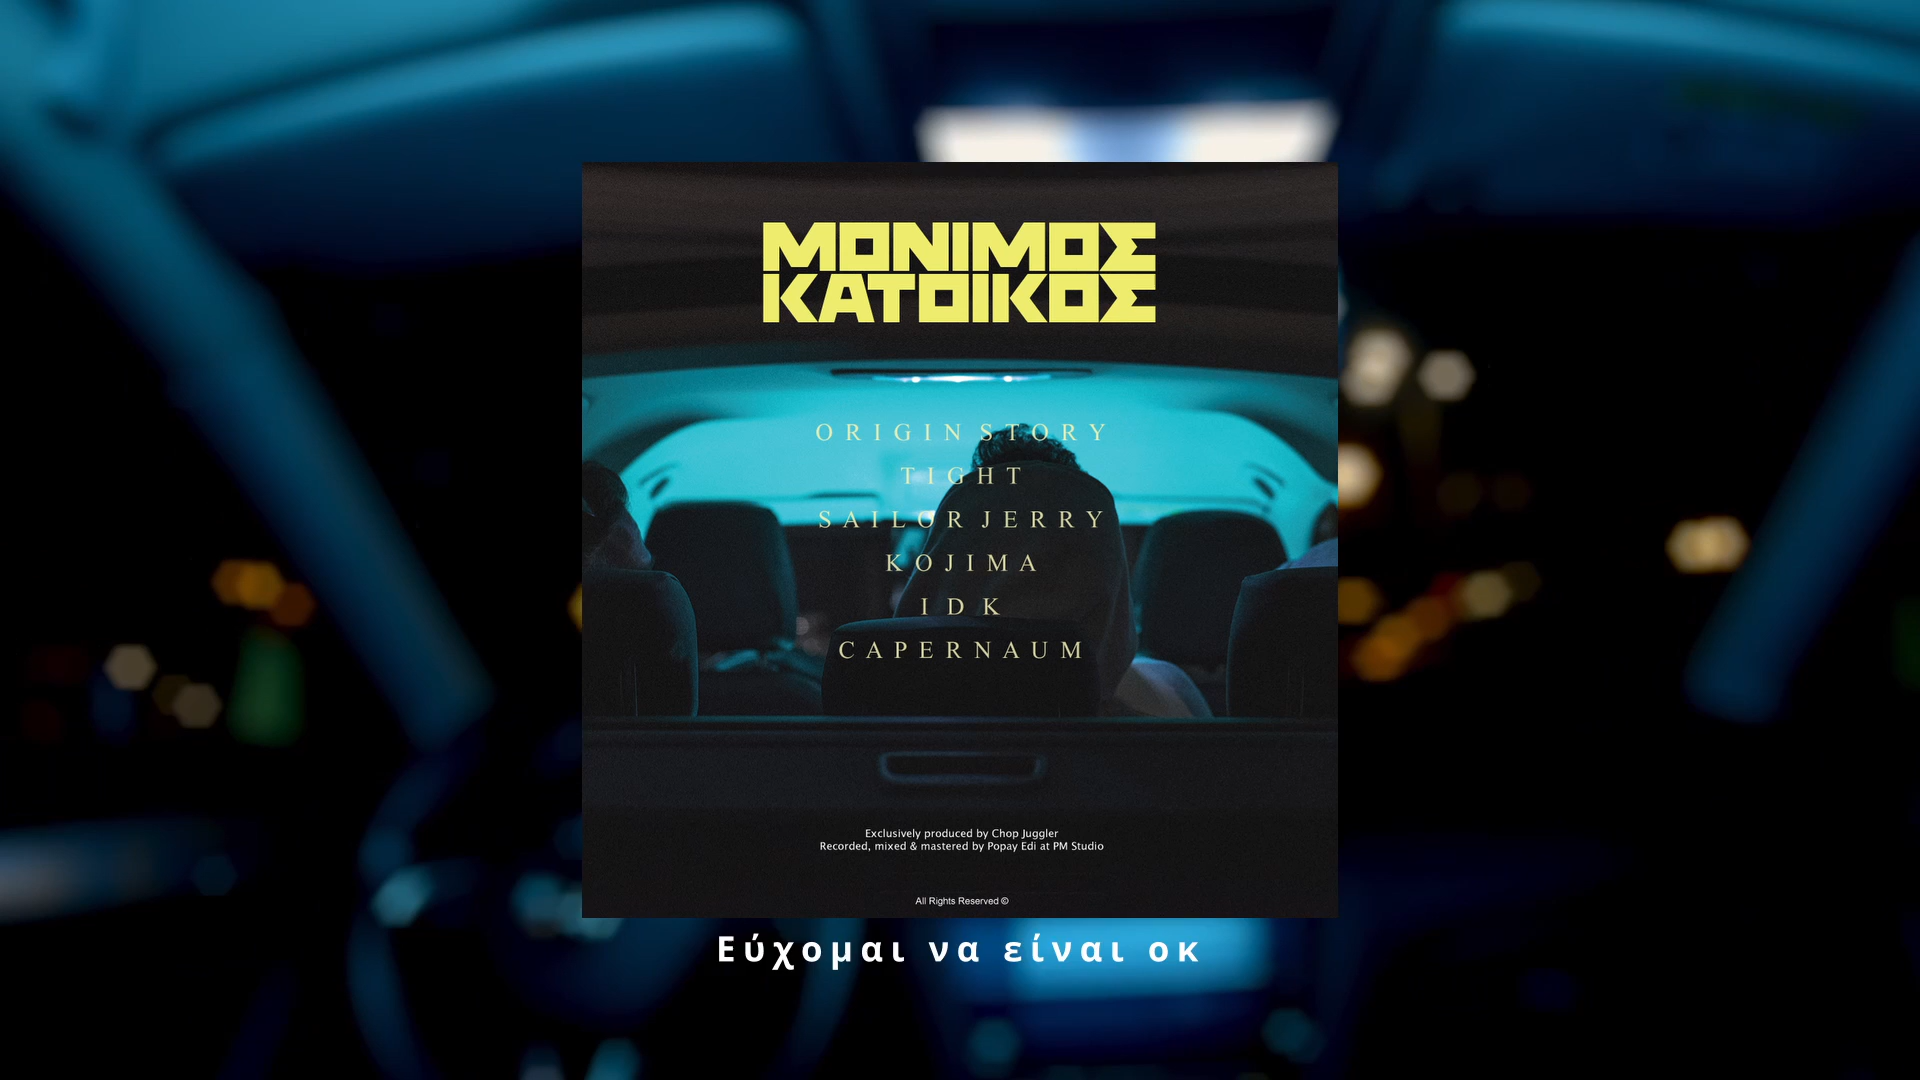 ΜΟΝΙΜΟΣ
ΚΑΤΟΙΚΟΣ
ORIGIN STORY
TIGHT
SAILOR JERRY
KOJIMA
IDK
CAPERNAUM
Exclusively produced by Chop Juggler
Recorded, mixed & mastered by Popay Edi at PM Studio
All Rights Reserved ©
Εύχομαι να είναι οκ